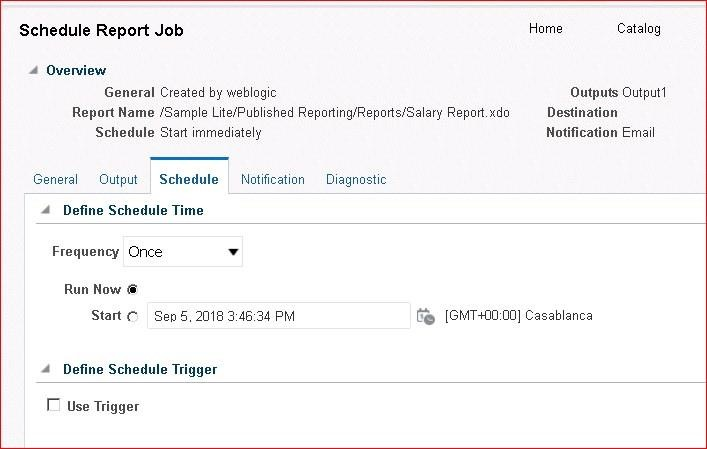 Schedule Report Job Home Catalog
Overview
General Created by weblogic Outputs Output1
Report Name /Sample Lite/Published Reporting/Reports/Salary Report.xdo Destination
Schedule Start immediately Notification Email
General Output Schedule Notification Diagnostic
Define Schedule Time
Frequency Once
Run Now
Start Sep 5, 2018 3:46:34 PM [GMT+00:00] Casablanca
Define Schedule Trigger
Use Trigger